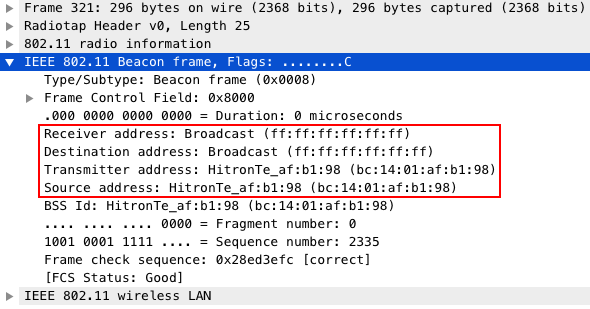 Frame 321: 296 bytes on wire (2368 bits), 296 bytes captured (2368 bits)
Radiotap Header v0, Length 25
802.11 radio information
IEEE 802.11 Beacon frame, Flags: ........C
Type/Subtype: Beacon frame (0x0008)
Frame Control Field: 0x8000
.000 0000 0000 0000 = Duration: 0 microseconds
Receiver address: Broadcast (ff:ff:ff:ff:ff:ff)
Destination address: Broadcast (ff:ff:ff:ff:ff:ff)
Transmitter address: HitronTe_af:b1:98 (bc:14:01:af:b1:98)
Source address: HitronTe_af:b1:98 (bc:14:01:af:b1:98)
BSS Id: HitronTe_af:b1:98 (bc:14:01:af:b1:98)
.... .... .... 0000 = Fragment number: 0
1001 0001 1111 .... = Sequence number: 2335
Frame check sequence: 0x28ed3efc [correct]
[FCS Status: Good]
IEEE 802.11 wireless LAN